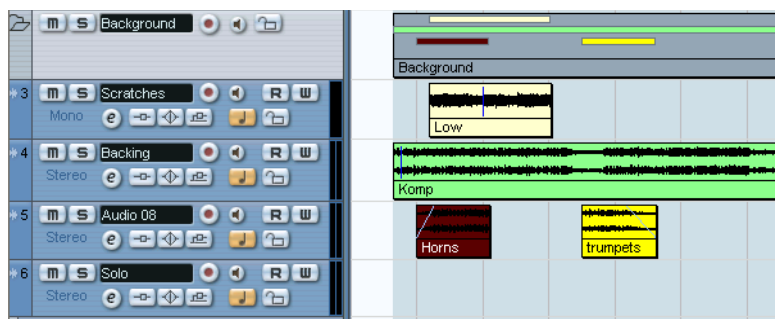 m S Background
Background
3 m S Scratches R W
Mono e
Low
4 m S Backing R W
Stereo e
Komp
5 m S Audio 08 R W
Stereo e
Horns trumpets
6 m S Solo R W
Stereo e